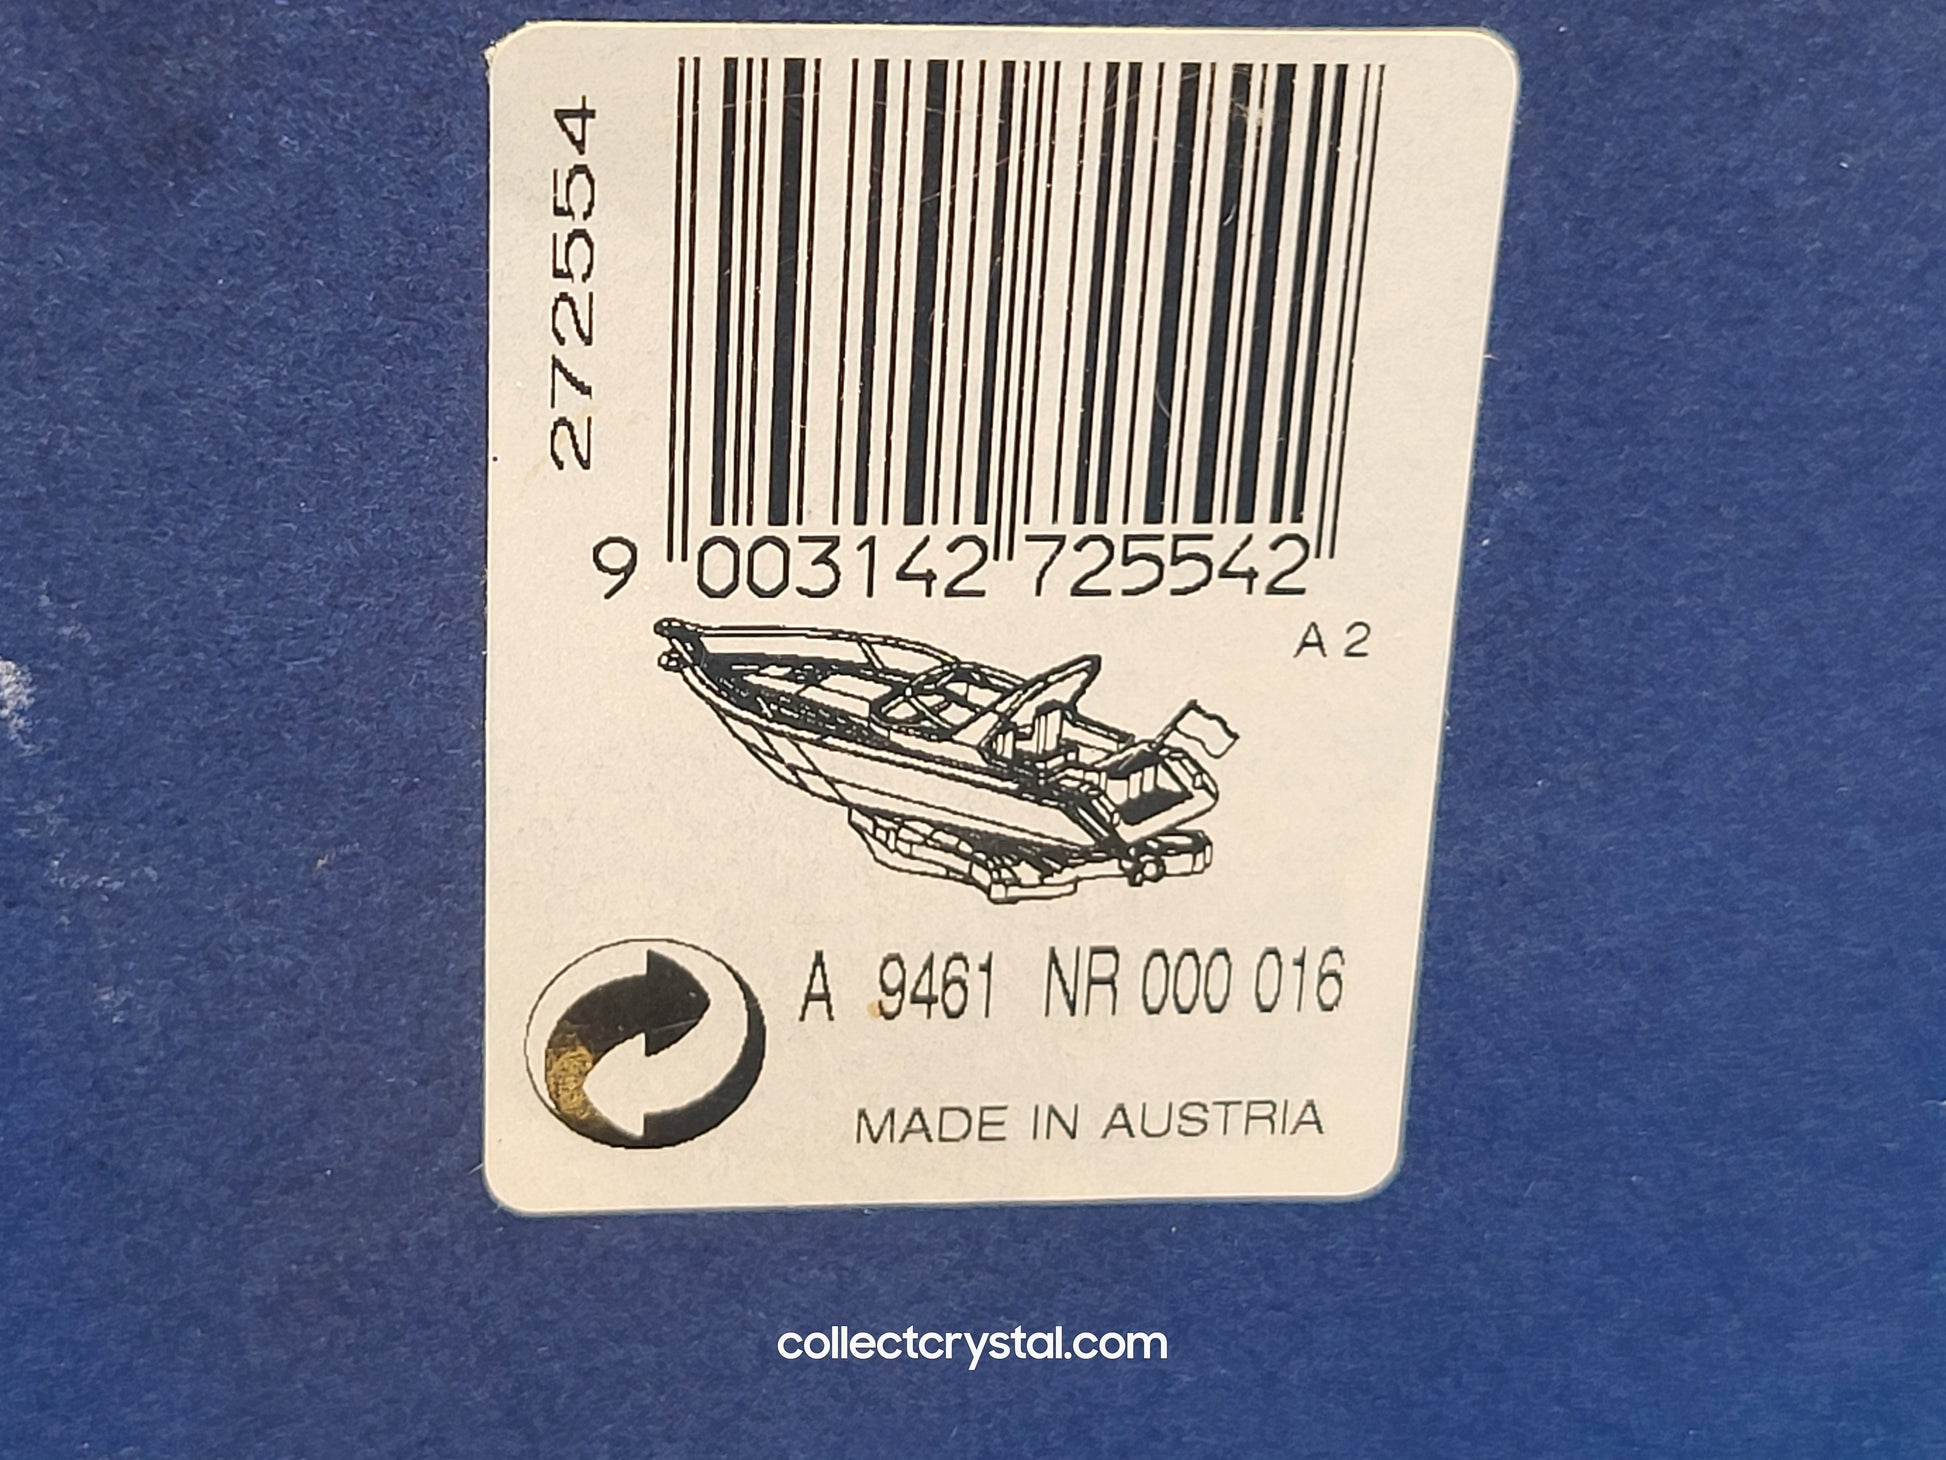 272554
9 003142 725542
A 2
A 9461 NR 000 016
MADE IN AUSTRIA
collectcrystal.com